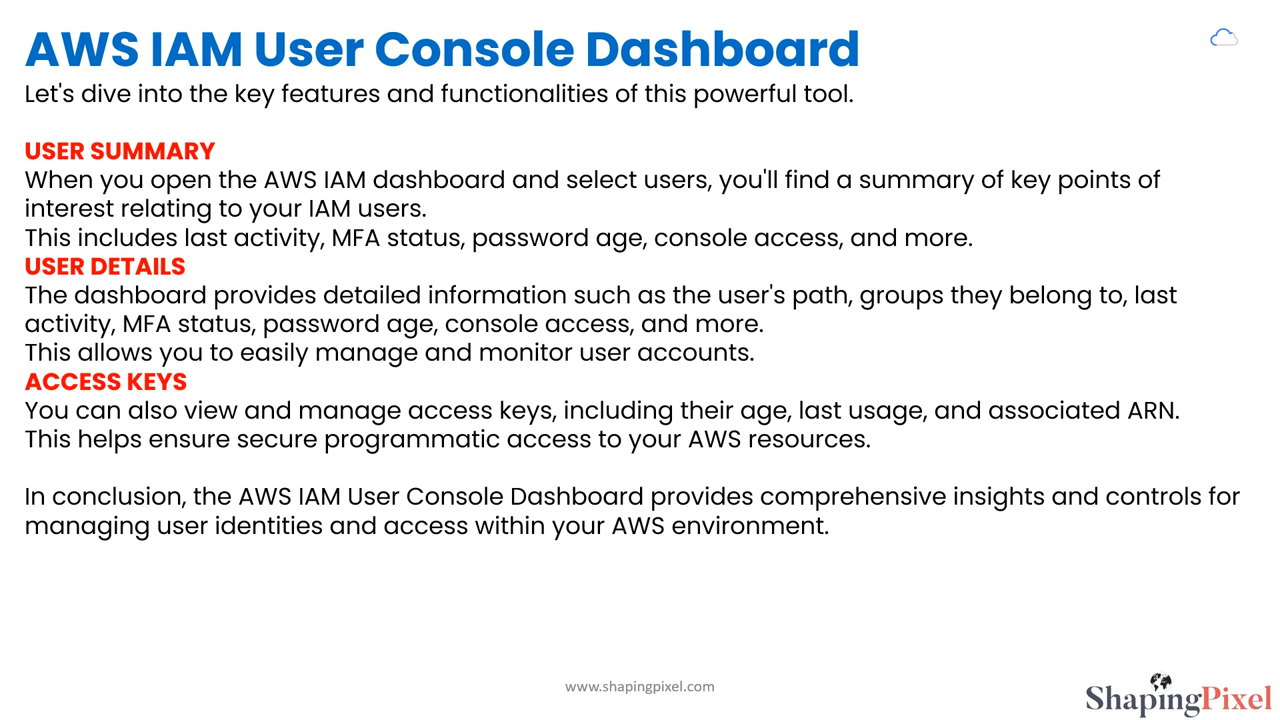 AWS IAM User Console Dashboard
Let's dive into the key features and functionalities of this powerful tool.
USER SUMMARY
When you open the AWS IAM dashboard and select users, you'll find a summary of key points of
interest relating to your IAM users.
This includes last activity, MFA status, password age, console access, and more.
USER DETAILS
The dashboard provides detailed information such as the user's path, groups they belong to, last
activity, MFA status, password age, console access, and more.
This allows you to easily manage and monitor user accounts.
ACCESS KEYS
You can also view and manage access keys, including their age, last usage, and associated ARN.
This helps ensure secure programmatic access to your AWS resources.
In conclusion, the AWS IAM User Console Dashboard provides comprehensive insights and controls for
managing user identities and access within your AWS environment.
www.shapingpixel.com
ShapingPixel